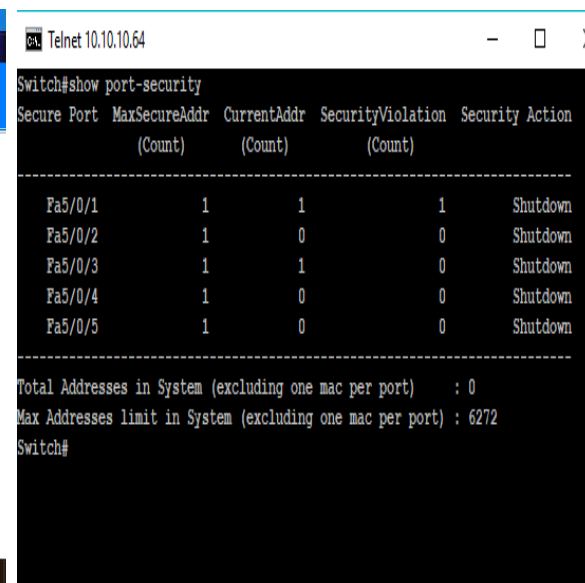 Telnet 10.10.10.64
Switch#show port-security
Secure Port MaxSecureAddr CurrentAddr SecurityViolation Security Action
(Count) (Count) (Count)
---------------------------------------------------------------------------
Fa5/0/1 1 1 1 Shutdown
Fa5/0/2 1 0 0 Shutdown
Fa5/0/3 1 1 0 Shutdown
Fa5/0/4 1 0 0 Shutdown
Fa5/0/5 1 0 0 Shutdown
---------------------------------------------------------------------------
Total Addresses in System (excluding one mac per port) : 0
Max Addresses limit in System (excluding one mac per port) : 6272
Switch#